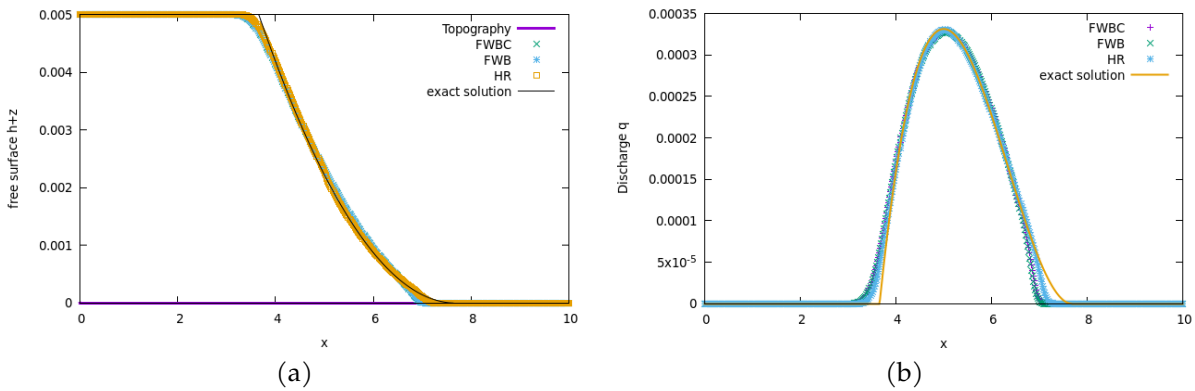 0.005
0.004
0.003
0.002
0.001
0
free surface h+z
Topography
FWBC
FWB
HR
exact solution
0 2 4 6 8 10
x
(a)
0.00035
0.0003
0.00025
0.0002
0.00015
0.0001
5x10-5
0
Discharge q
FWBC
FWB
HR
exact solution
0 2 4 6 8 10
x
(b)